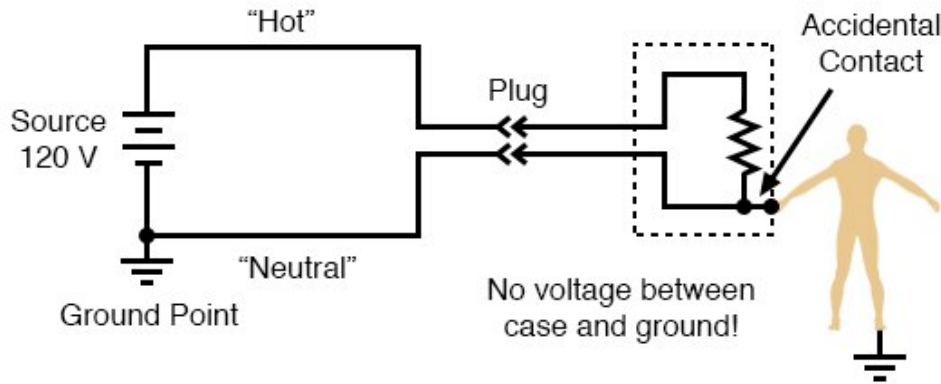 “Hot”
Accidental
Contact
Plug
Source
120 V
“Neutral”
Ground Point
No voltage between
case and ground!